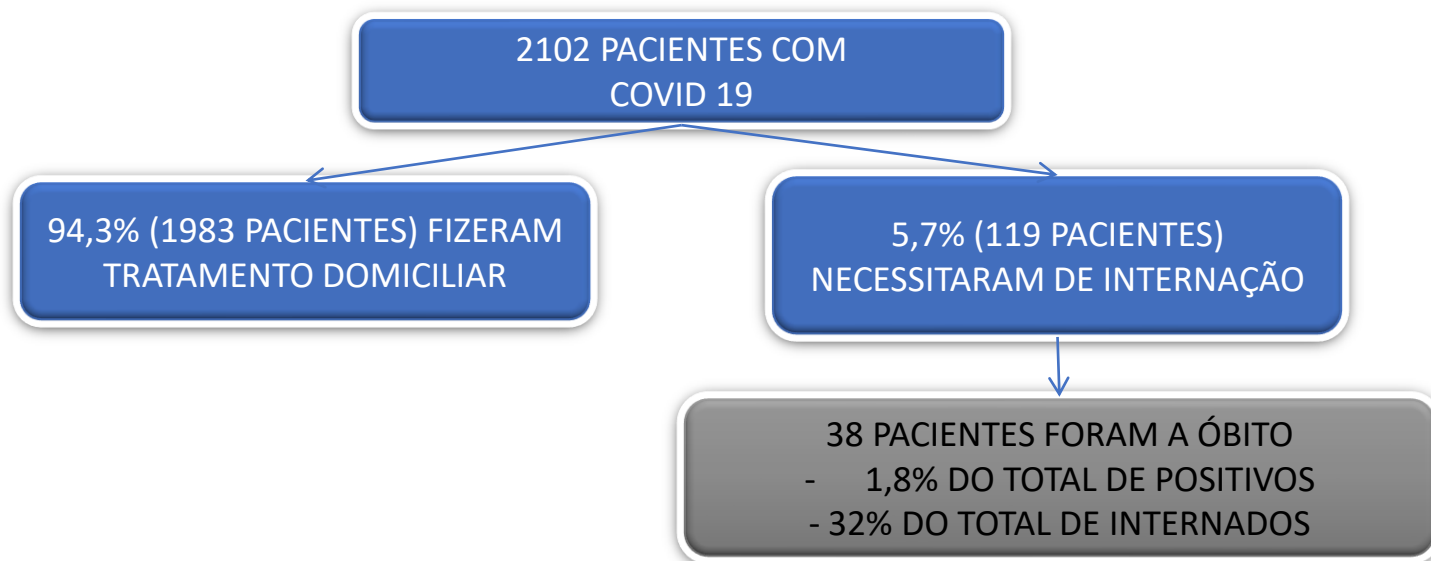 2102 PACIENTES COM
COVID 19
94,3% (1983 PACIENTES) FIZERAM
TRATAMENTO DOMICILIAR
5,7% (119 PACIENTES)
NECESSITARAM DE INTERNAÇÃO
38 PACIENTES FORAM A ÓBITO
- 1,8% DO TOTAL DE POSITIVOS
- 32% DO TOTAL DE INTERNADOS